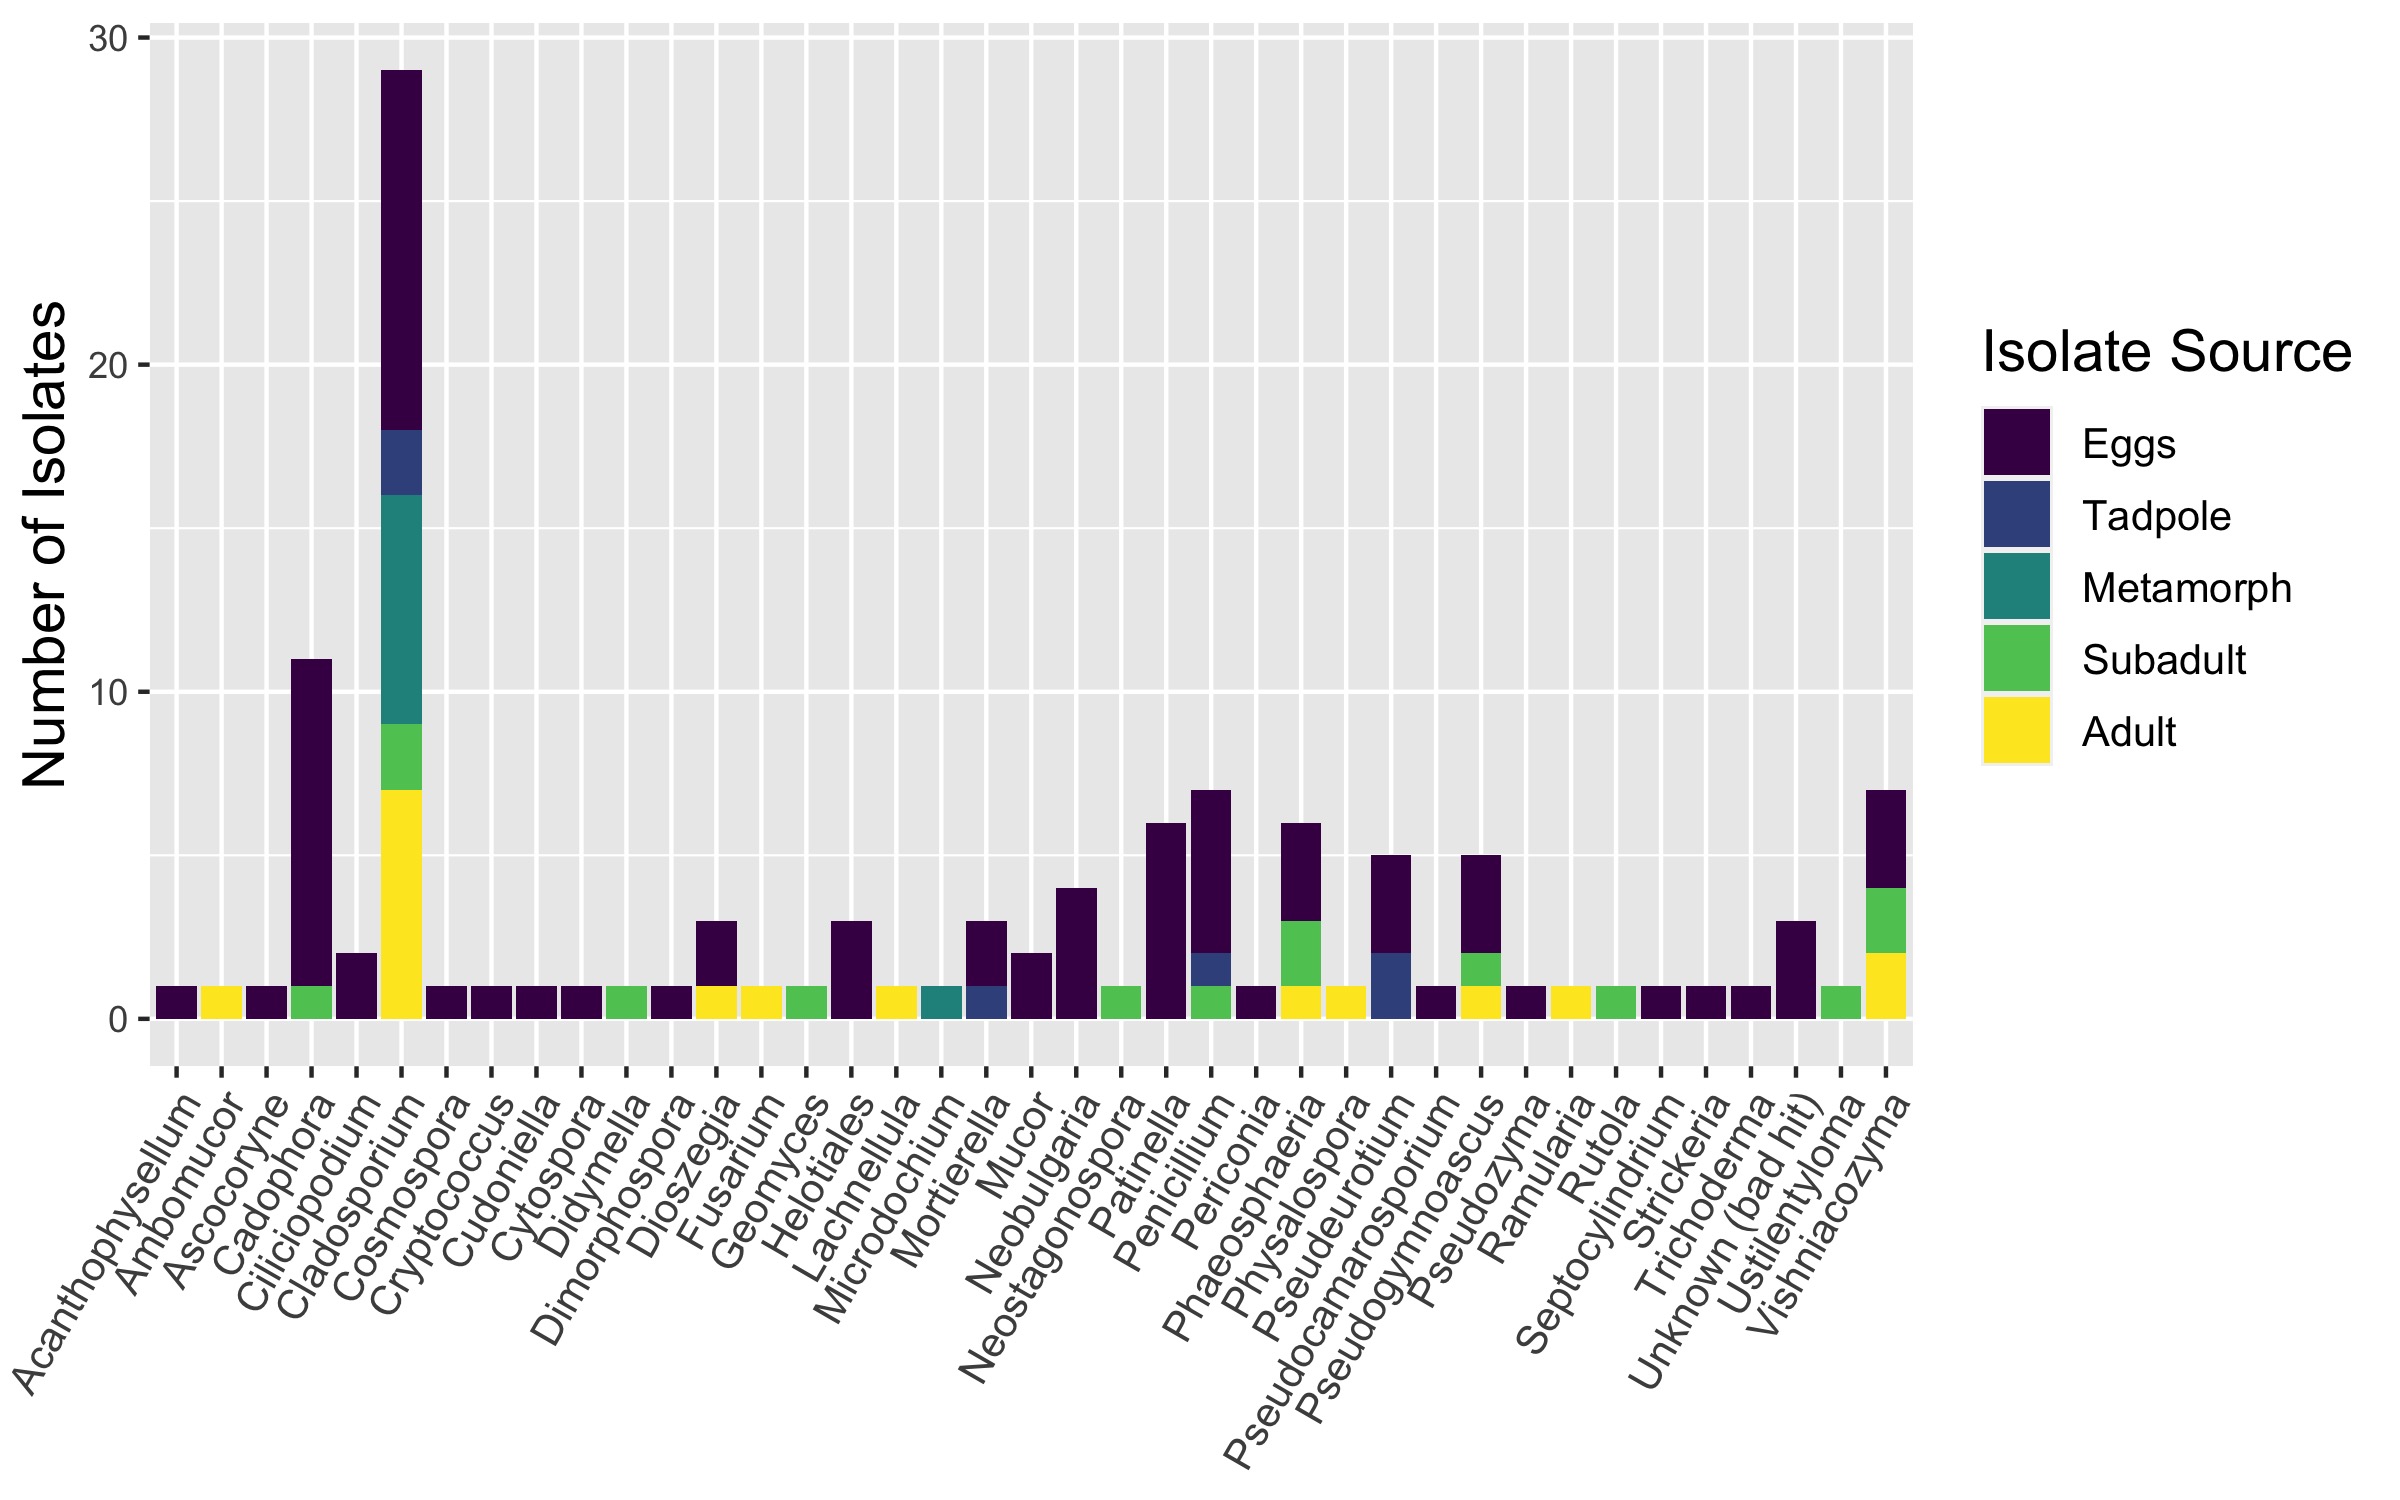 Number of Isolates
30
20
10
0
Acanthophysellum
Ambomucor
Ascocoryne
Cadophora
Ciliciopodium
Cladosporium
Cosmospora
Cryptococcus
Cudoniella
Cytospora
Didymella
Dimorphospora
Dioszegia
Fusarium
Geomyces
Helotiales
Lachnellula
Microdochium
Mortierella
Mucor
Neobulgaria
Neostagonospora
Patinella
Penicillium
Periconia
Phaeosphaeria
Physalospora
Pseudeurotium
Pseudocamarosporium
Pseudogymnoascus
Pseudozyma
Ramularia
Rutola
Septocylindrium
Strickeria
Trichoderma
Unknown (bad hit)
Ustilentyloma
Vishniacozyma
Isolate Source
Eggs
Tadpole
Metamorph
Subadult
Adult